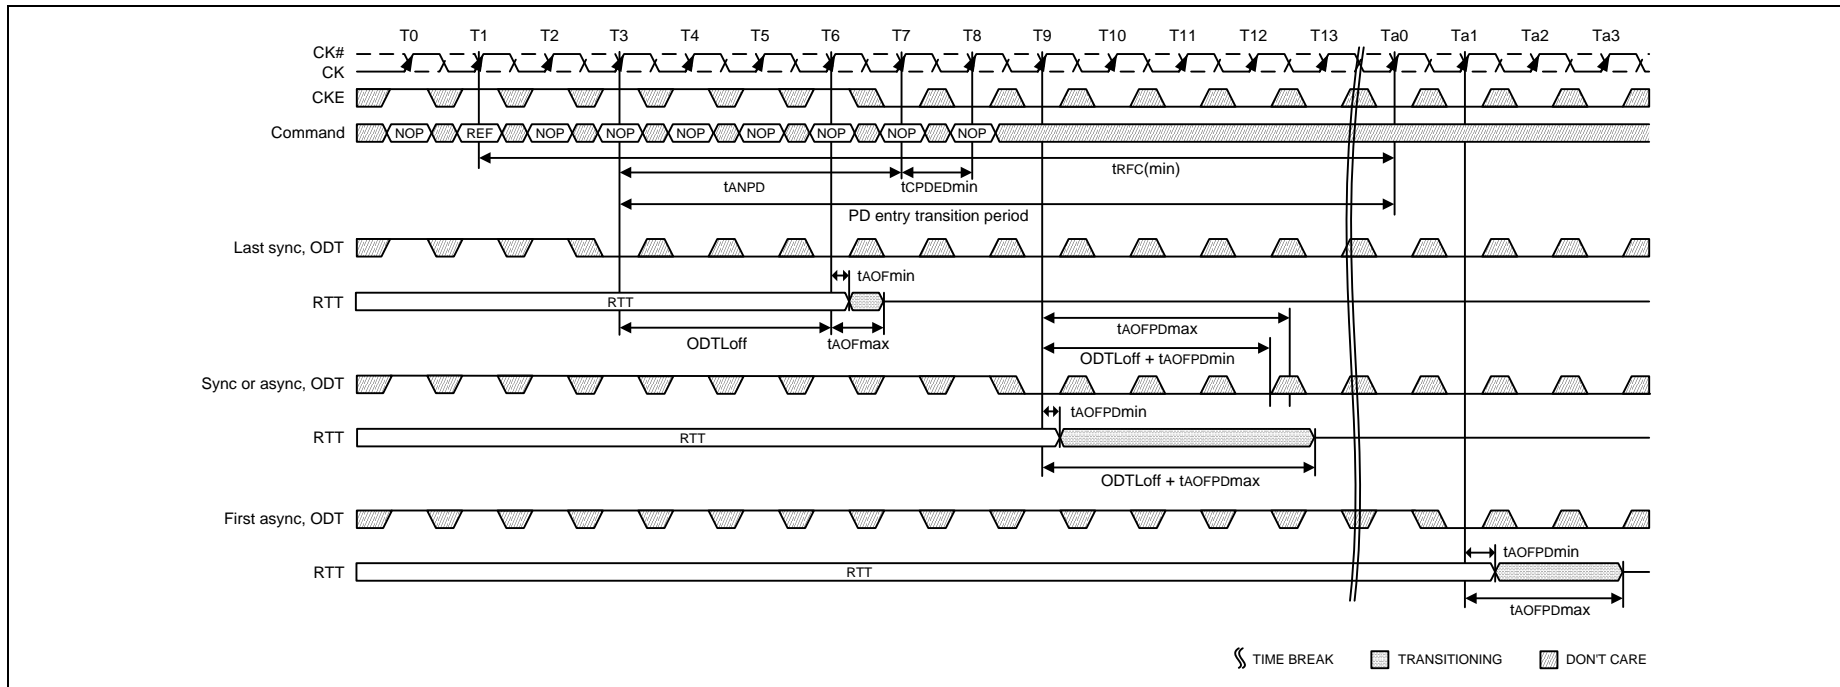 T0 T1 T2 T3 T4 T5 T6 T7 T8 T9 T10 T11 T12 T13 Ta0 Ta1 Ta2 Ta3
CK#
CK
CKE
Command NOP REF NOP NOP NOP NOP NOP NOP NOP
tRFC(min)
tANPD tCPDEDmin
PD entry transition period
Last sync, ODT
tAOFmin
RTT RTT
tAOFPDmax
ODTLoff tAOFmax
ODTLoff + tAOFPDmin
Sync or async, ODT
tAOFPDmin
RTT RTT
ODTLoff + tAOFPDmax
First async, ODT
tAOFPDmin
RTT RTT
tAOFPDmax
TIME BREAK TRANSITIONING DON'T CARE